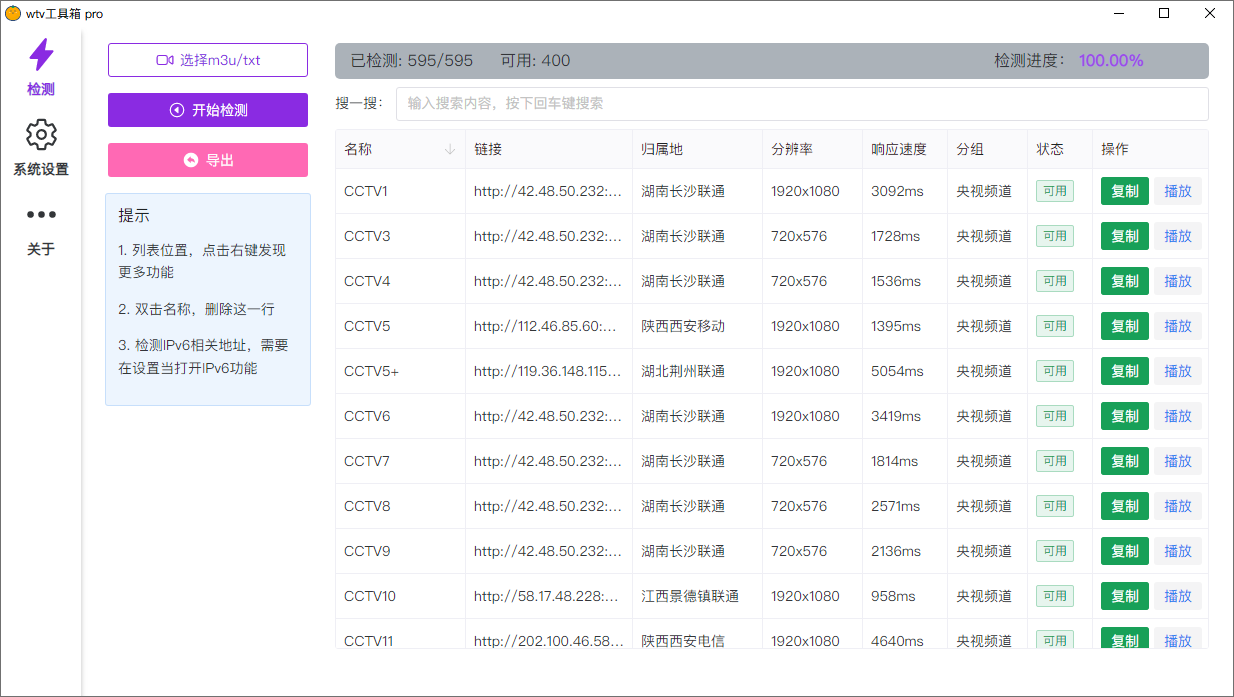 wtv工具箱 pro
检测
系统设置
关于
选择m3u/txt
开始检测
导出
提示
1. 列表位置，点击右键发现
更多功能
2. 双击名称，删除这一行
3. 检测IPv6相关地址，需要
在设置当打开IPv6功能
已检测: 595/595 可用: 400 检测进度： 100.00%
搜一搜： 输入搜索内容，按下回车键搜索
名称 链接 归属地 分辨率 响应速度 分组 状态 操作
CCTV1 http://42.48.50.232:... 湖南长沙联通 1920x1080 3092ms 央视频道 可用 复制 播放
CCTV3 http://42.48.50.232:... 湖南长沙联通 720x576 1728ms 央视频道 可用 复制 播放
CCTV4 http://42.48.50.232:... 湖南长沙联通 720x576 1536ms 央视频道 可用 复制 播放
CCTV5 http://112.46.85.60:... 陕西西安移动 1920x1080 1395ms 央视频道 可用 复制 播放
CCTV5+ http://119.36.148.115... 湖北荆州联通 1920x1080 5054ms 央视频道 可用 复制 播放
CCTV6 http://42.48.50.232:... 湖南长沙联通 1920x1080 3419ms 央视频道 可用 复制 播放
CCTV7 http://42.48.50.232:... 湖南长沙联通 720x576 1814ms 央视频道 可用 复制 播放
CCTV8 http://42.48.50.232:... 湖南长沙联通 720x576 2571ms 央视频道 可用 复制 播放
CCTV9 http://42.48.50.232:... 湖南长沙联通 720x576 2136ms 央视频道 可用 复制 播放
CCTV10 http://58.17.48.228:... 江西景德镇联通 1920x1080 958ms 央视频道 可用 复制 播放
CCTV11 http://202.100.46.58... 陕西西安电信 1920x1080 4640ms 央视频道 可用 复制 播放